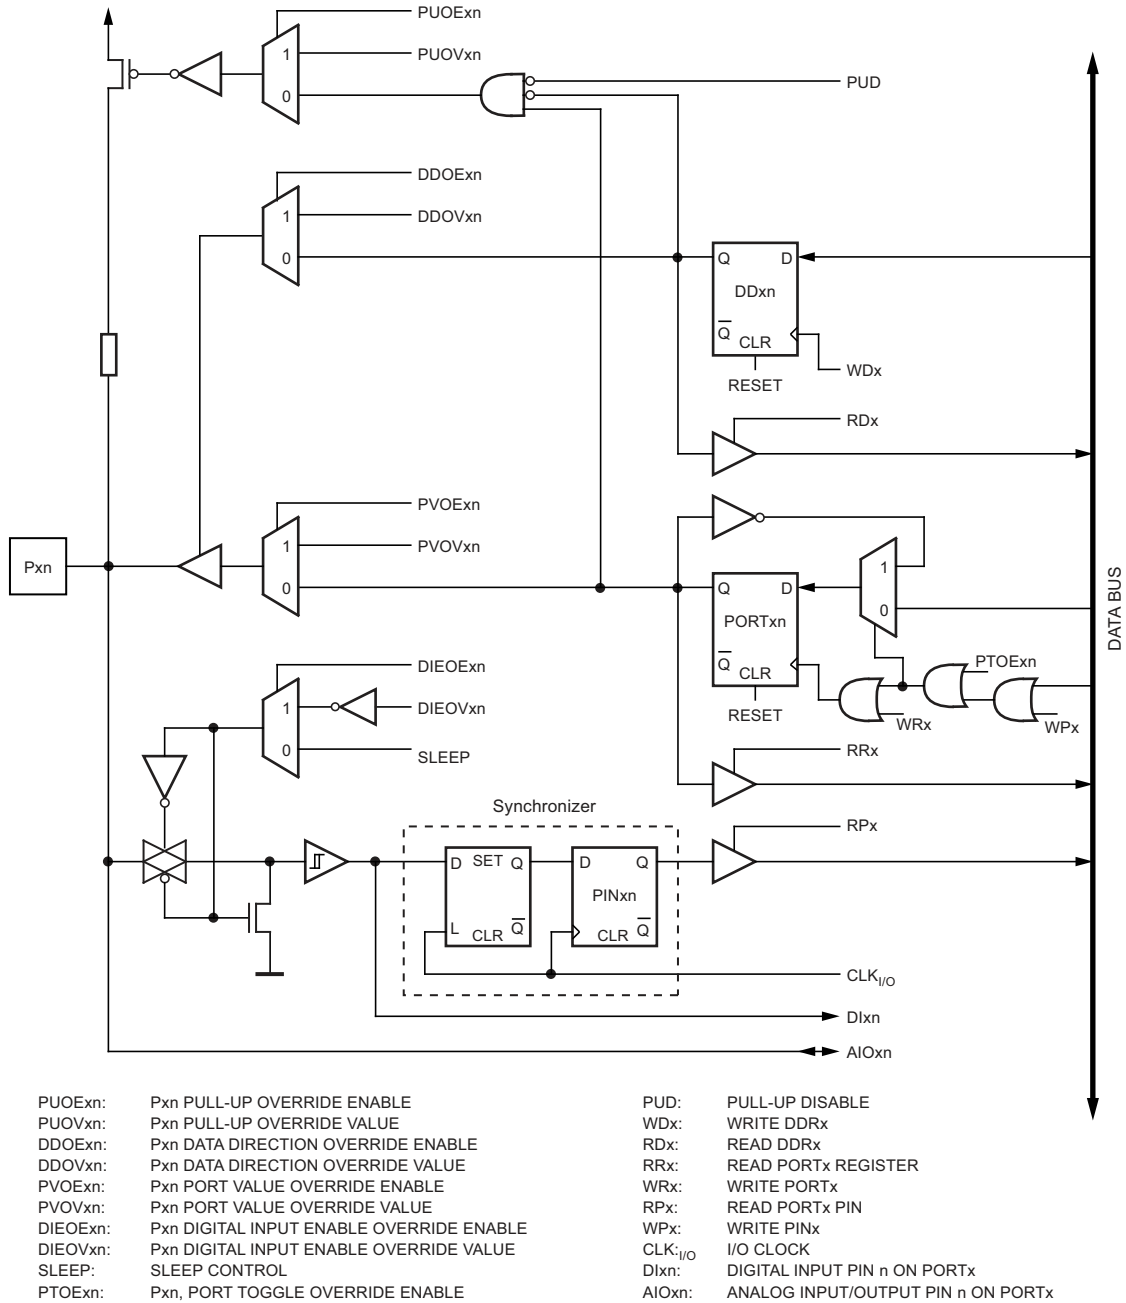 PUOExn
1 PUOVxn
0
PUD
DDOExn
1 DDOVxn
0
Q D
DDxn
Q
CLR
RESET
WDx
RDx
PVOExn
1 PVOVxn
0
Pxn
1
0
Q D
PORTxn
Q
CLR
RESET
PTOExn
WRx
WPx
DATA BUS
DIEOExn
1 DIEOVxn
0 SLEEP
RRx
Synchronizer
RPx
D SET Q
L CLR Q
D Q
PINxn
CLR Q
CLKI/O
DIxn
AIOxn
PUOExn: Pxn PULL-UP OVERRIDE ENABLE
PUOVxn: Pxn PULL-UP OVERRIDE VALUE
DDOExn: Pxn DATA DIRECTION OVERRIDE ENABLE
DDOVxn: Pxn DATA DIRECTION OVERRIDE VALUE
PVOExn: Pxn PORT VALUE OVERRIDE ENABLE
PVOVxn: Pxn PORT VALUE OVERRIDE VALUE
DIEOExn: Pxn DIGITAL INPUT ENABLE OVERRIDE ENABLE
DIEOVxn: Pxn DIGITAL INPUT ENABLE OVERRIDE VALUE
SLEEP: SLEEP CONTROL
PTOExn: Pxn, PORT TOGGLE OVERRIDE ENABLE
PUD: PULL-UP DISABLE
WDx: WRITE DDRx
RDx: READ DDRx
RRx: READ PORTx REGISTER
WRx: WRITE PORTx
RPx: READ PORTx PIN
WPx: WRITE PINx
CLK:I/O I/O CLOCK
DIxn: DIGITAL INPUT PIN n ON PORTx
AIOxn: ANALOG INPUT/OUTPUT PIN n ON PORTx